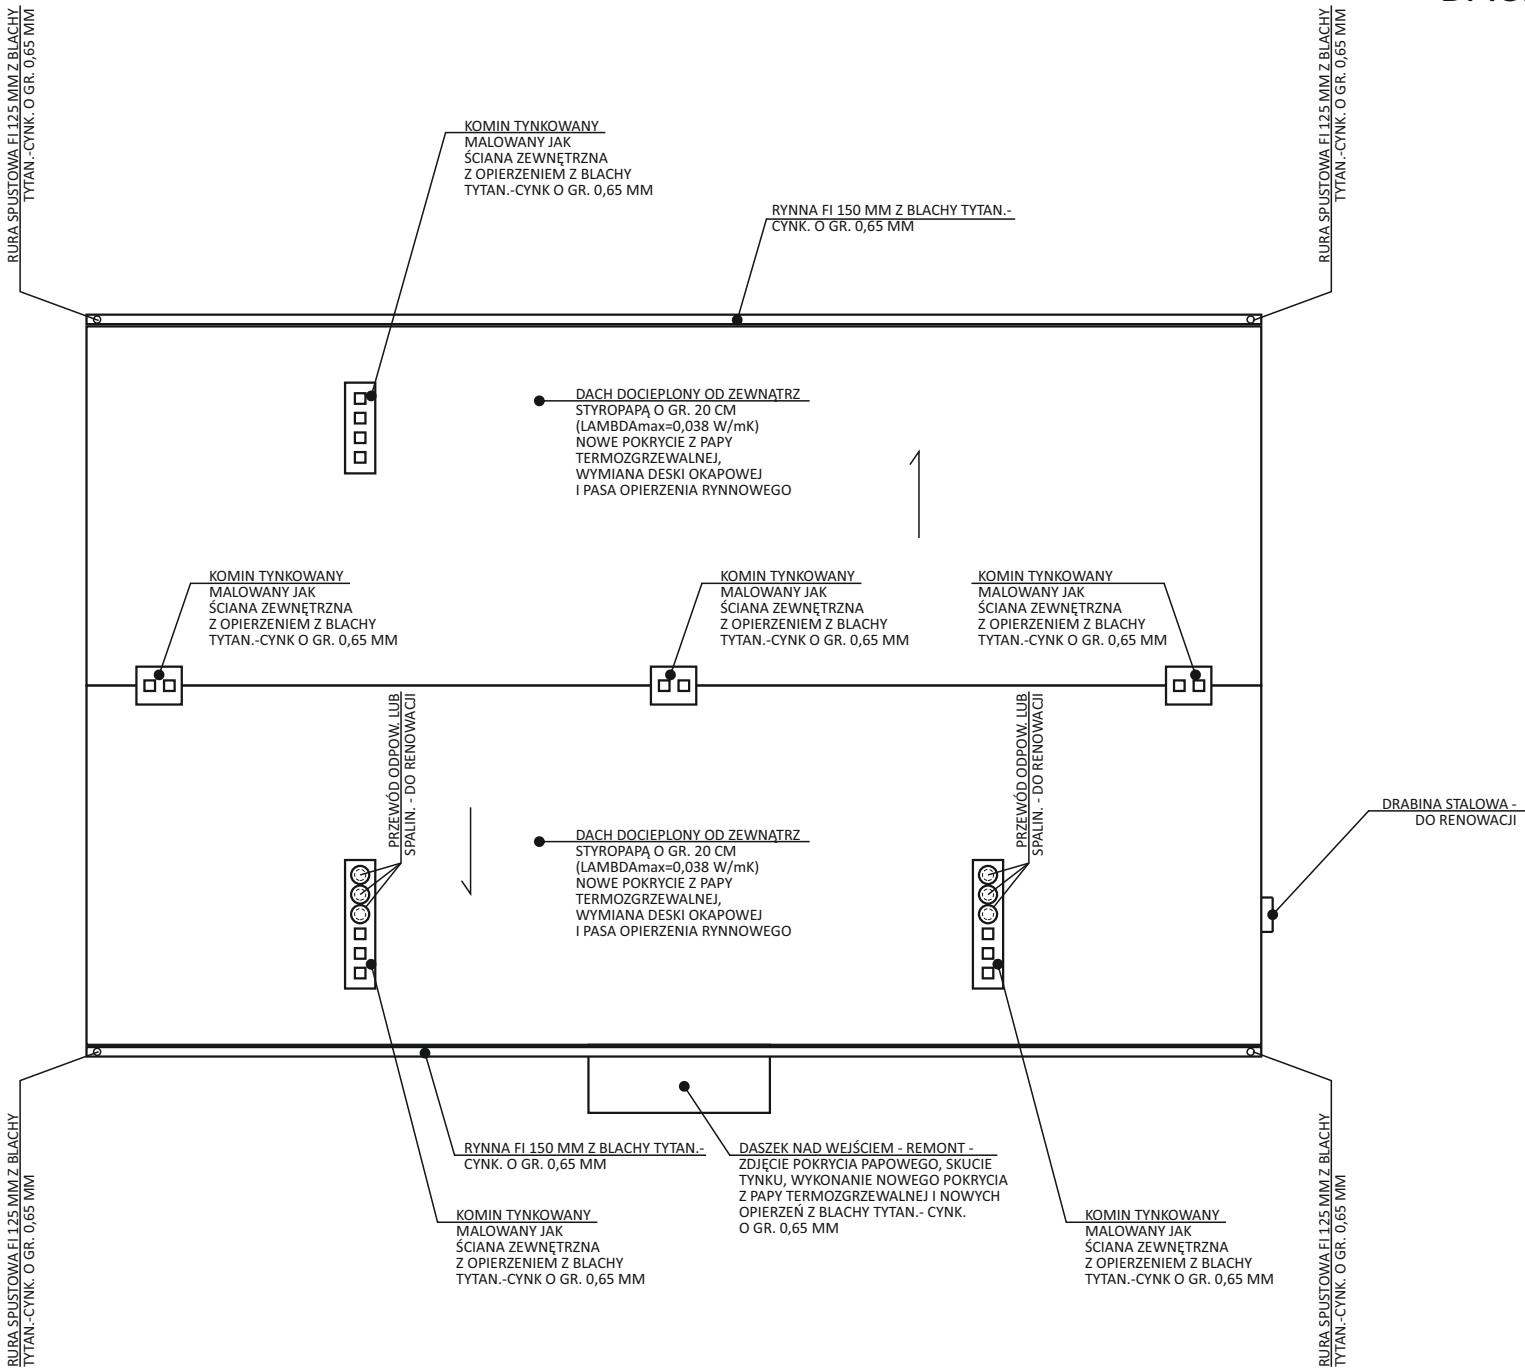 RURA SPUSTOWA FI 125 MM Z BLACHY
TYTAN.-CYNK. O GR. 0,65 MM
RURA SPUSTOWA FI 125 MM Z BLACHY
TYTAN.-CYNK. O GR. 0,65 MM
KOMIN TYNKOWANY
MALOWANY JAK
ŚCIANA ZEWNĘTRZNA
Z OPIERZENIEM Z BLACHY
TYTAN.-CYNK O GR. 0,65 MM
RYNNA FI 150 MM Z BLACHY TYTAN.-
CYNK. O GR. 0,65 MM
DACH DOCIEPLONY OD ZEWNĄTRZ
STYROPAPĄ O GR. 20 CM
(LAMBDAmax=0,038 W/mK)
NOWE POKRYCIE Z PAPY
TERMOZGRZEWALNEJ,
WYMIANA DESKI OKAPOWEJ
I PASA OPIERZENIA RYNNOWEGO
KOMIN TYNKOWANY
MALOWANY JAK
ŚCIANA ZEWNĘTRZNA
Z OPIERZENIEM Z BLACHY
TYTAN.-CYNK O GR. 0,65 MM
KOMIN TYNKOWANY
MALOWANY JAK
ŚCIANA ZEWNĘTRZNA
Z OPIERZENIEM Z BLACHY
TYTAN.-CYNK O GR. 0,65 MM
KOMIN TYNKOWANY
MALOWANY JAK
ŚCIANA ZEWNĘTRZNA
Z OPIERZENIEM Z BLACHY
TYTAN.-CYNK O GR. 0,65 MM
PRZEWÓD ODPOW. LUB
SPALIN. - DO RENOWACJI
PRZEWÓD ODPOW. LUB
SPALIN. - DO RENOWACJI
DRABINA STALOWA -
DO RENOWACJI
DACH DOCIEPLONY OD ZEWNĄTRZ
STYROPAPĄ O GR. 20 CM
(LAMBDAmax=0,038 W/mK)
NOWE POKRYCIE Z PAPY
TERMOZGRZEWALNEJ,
WYMIANA DESKI OKAPOWEJ
I PASA OPIERZENIA RYNNOWEGO
RYNNA FI 150 MM Z BLACHY TYTAN.-
CYNK. O GR. 0,65 MM
DASZEK NAD WEJŚCIEM - REMONT -
ZDJĘCIE POKRYCIA PAPOWEGO, SKUCIE
TYNKU, WYKONANIE NOWEGO POKRYCIA
Z PAPY TERMOZGRZEWALNEJ I NOWYCH
OPIERZEŃ Z BLACHY TYTAN.- CYNK.
O GR. 0,65 MM
KOMIN TYNKOWANY
MALOWANY JAK
ŚCIANA ZEWNĘTRZNA
Z OPIERZENIEM Z BLACHY
TYTAN.-CYNK O GR. 0,65 MM
KOMIN TYNKOWANY
MALOWANY JAK
ŚCIANA ZEWNĘTRZNA
Z OPIERZENIEM Z BLACHY
TYTAN.-CYNK O GR. 0,65 MM
RURA SPUSTOWA FI 125 MM Z BLACHY
TYTAN.-CYNK. O GR. 0,65 MM
RURA SPUSTOWA FI 125 MM Z BLACHY
TYTAN.-CYNK. O GR. 0,65 MM